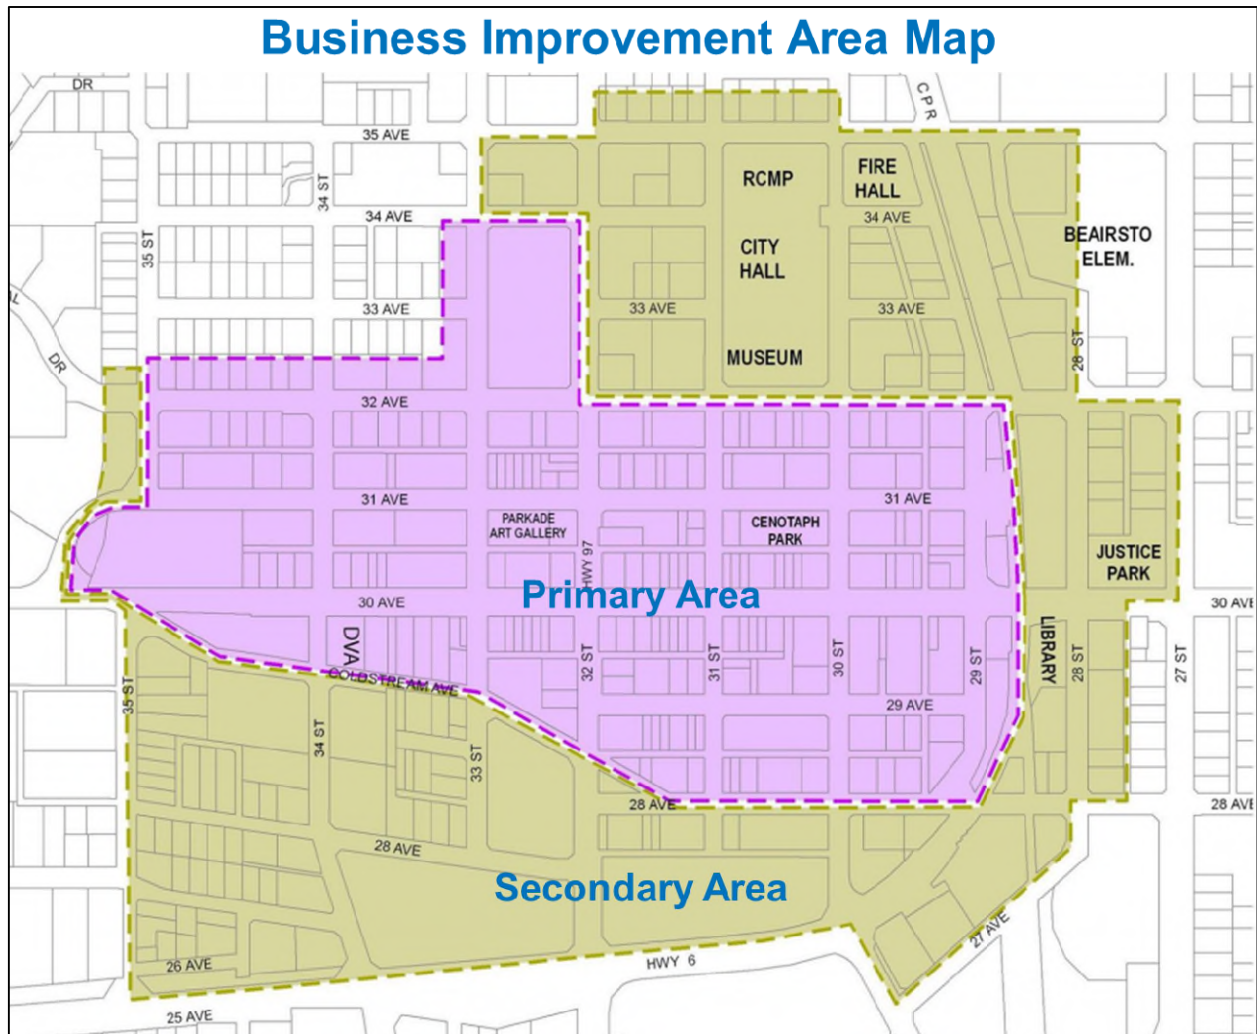 Business Improvement Area Map
DR
CPR
35 AVE
34 ST
RCMP
FIRE
HALL
34 AVE
34 AVE
35 ST
CITY
HALL
BEAIRSTO
ELEM.
33 AVE
33 AVE
33 AVE
DR
MUSEUM
28 ST
32 AVE
31 AVE
31 AVE
PARKADE
ART GALLERY
CENOTAPH
PARK
HWY 97
JUSTICE
PARK
Primary Area
30 AVE
30 AVE
DVA
LIBRARY
COLDSTREAM AVE
32 ST
31 ST
30 ST
29 ST
28 ST
27 ST
35 ST
29 AVE
34 ST
33 ST
28 AVE
28 AVE
28 AVE
Secondary Area
27 AVE
26 AVE
HWY 6
25 AVE